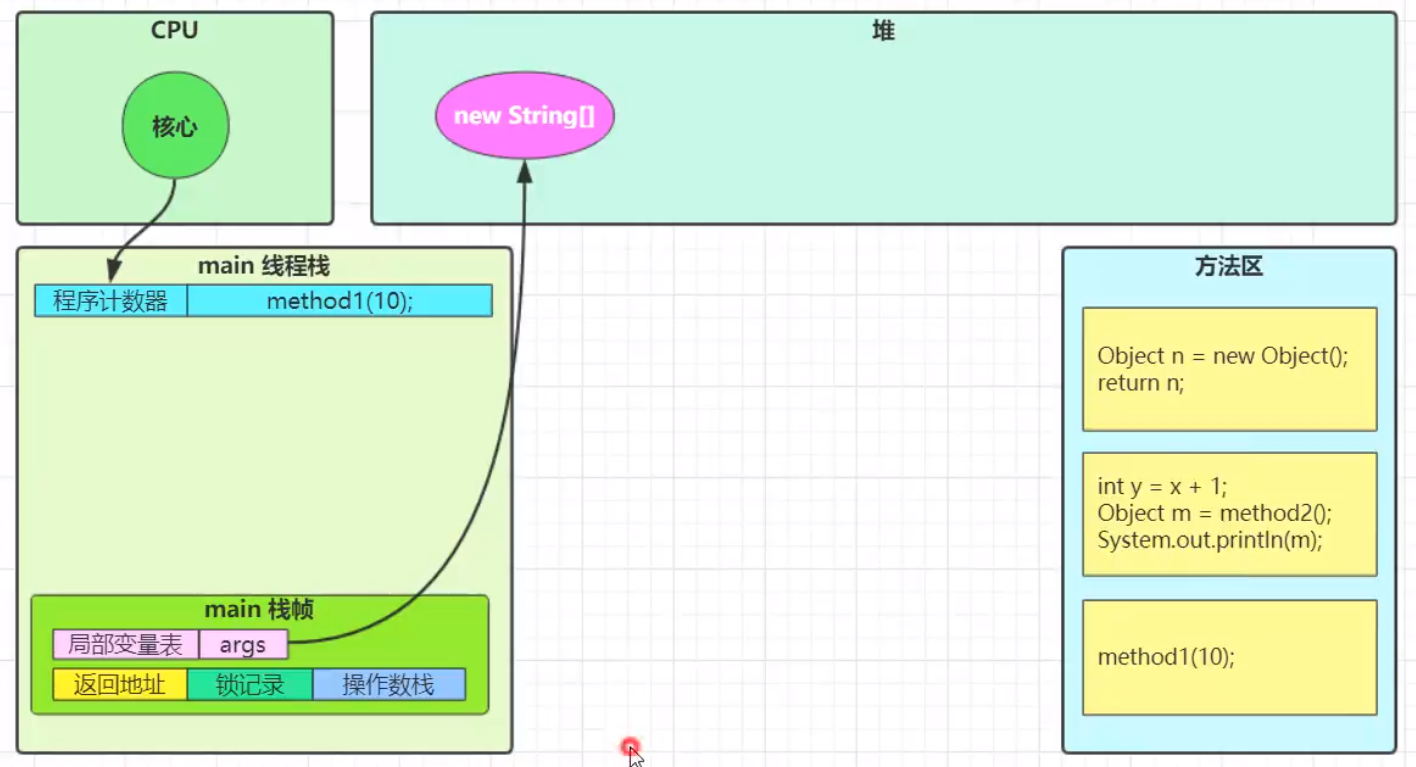 CPU
核心
堆
new String[]
main 线程栈
程序计数器
method1(10);
main 栈帧
局部变量表
args
返回地址
锁记录
操作数栈
方法区
Object n = new Object();
return n;
int y = x + 1;
Object m = method2();
System.out.println(m);
method1(10);